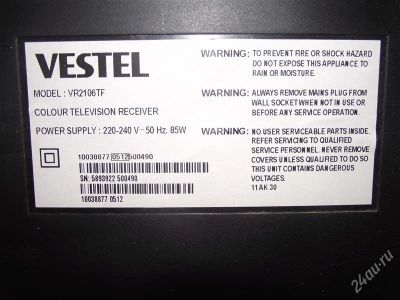 VESTEL
MODEL : VR2106TF
COLOUR TELEVISION RECEIVER
POWER SUPPLY : 220-240 V - 50 Hz. 85W
10038877 0512500490
SN: 5893922 500490
10038877 0512
WARNING: TO PREVENT FIRE OR SHOCK HAZARD
DO NOT EXPOSE THIS APPLIANCE TO
RAIN OR MOISTURE.
WARNING: ALWAYS REMOVE MAINS PLUG FROM
WALL SOCKET WHEN NOT IN USE OR
BEFORE ANY OTHER OPERATION.
WARNING: NO USER SERVICEABLE PARTS INSIDE.
REFER SERVICING TO QUALIFIED
SERVICE PERSONNEL. NEVER REMOVE
COVERS UNLESS QUALIFIED TO DO SO
THIS UNIT CONTAINS DANGEROUS
VOLTAGES.
11AK 30
24au.ru